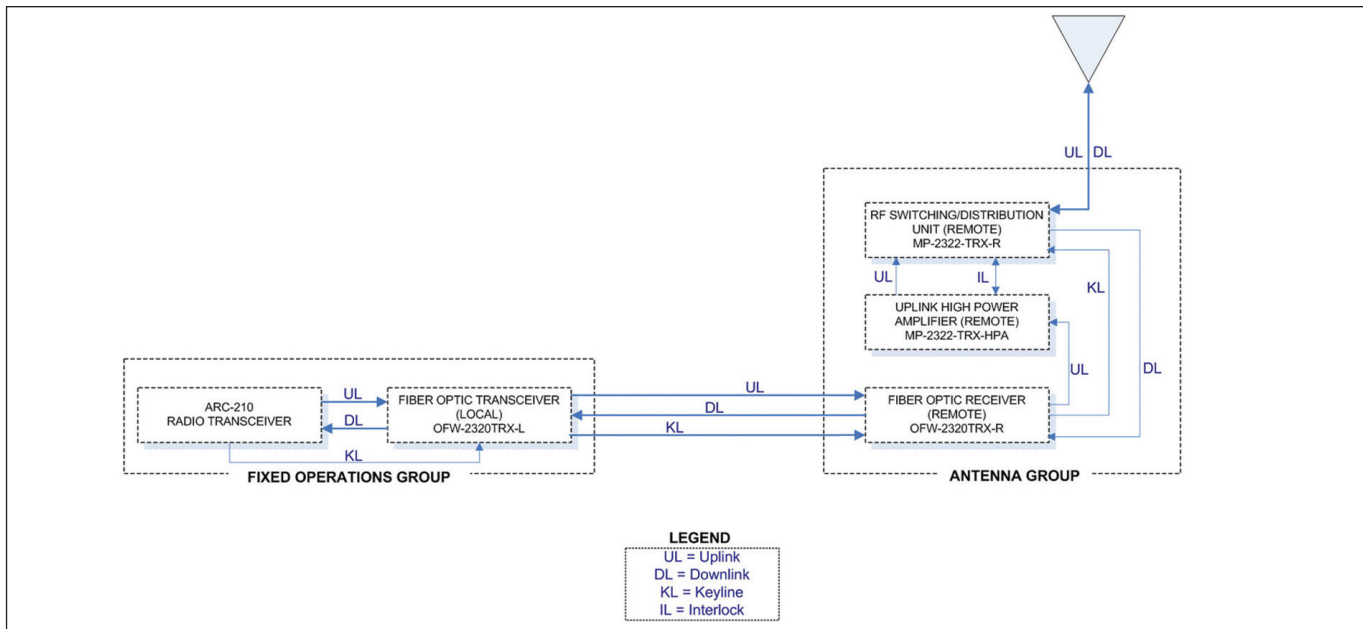 UL DL
RF SWITCHING/DISTRIBUTION
UNIT (REMOTE)
MP-2322-TRX-R
UL
IL
KL
UPLINK HIGH POWER
AMPLIFIER (REMOTE)
MP-2322-TRX-HPA
UL
DL
ARC-210
RADIO TRANSCEIVER
UL
DL
KL
FIBER OPTIC TRANSCEIVER
(LOCAL)
OFW-2320TRX-L
UL
DL
KL
FIBER OPTIC RECEIVER
(REMOTE)
OFW-2320TRX-R
FIXED OPERATIONS GROUP
ANTENNA GROUP
LEGEND
UL = Uplink
DL = Downlink
KL = Keyline
IL = Interlock